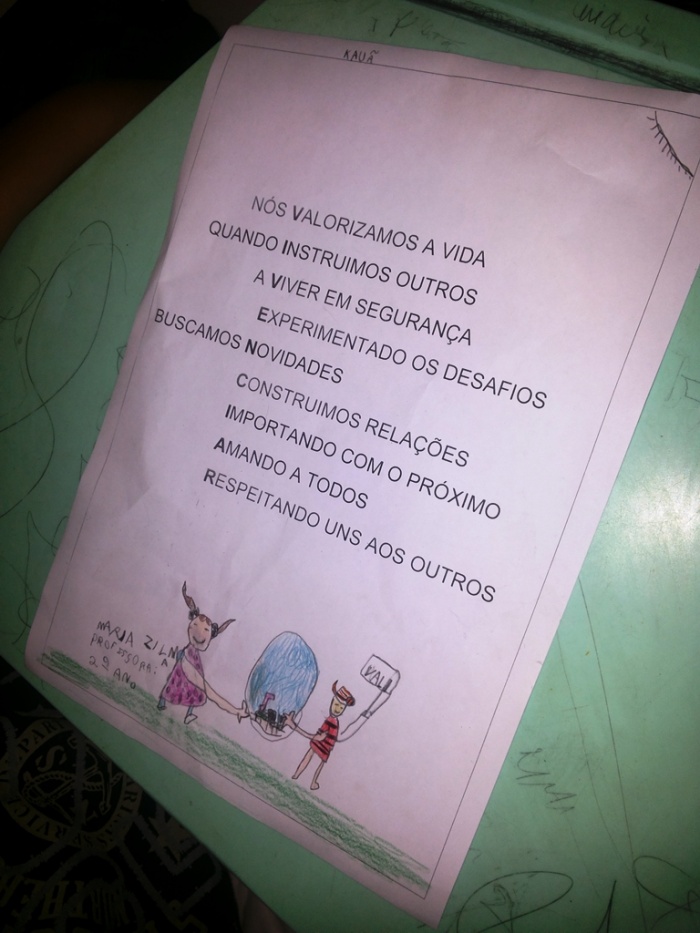 KAUÃ
NÓS VALORIZAMOS A VIDA
QUANDO INSTRUIMOS OUTROS
A VIVER EM SEGURANÇA
EXPERIMENTADO OS DESAFIOS
BUSCAMOS NOVIDADES
CONSTRUIMOS RELAÇÕES
IMPORTANDO COM O PRÓXIMO
AMANDO A TODOS
RESPEITANDO UNS AOS OUTROS
MARIA ZILMA
PROFESSORA:
2º ANO